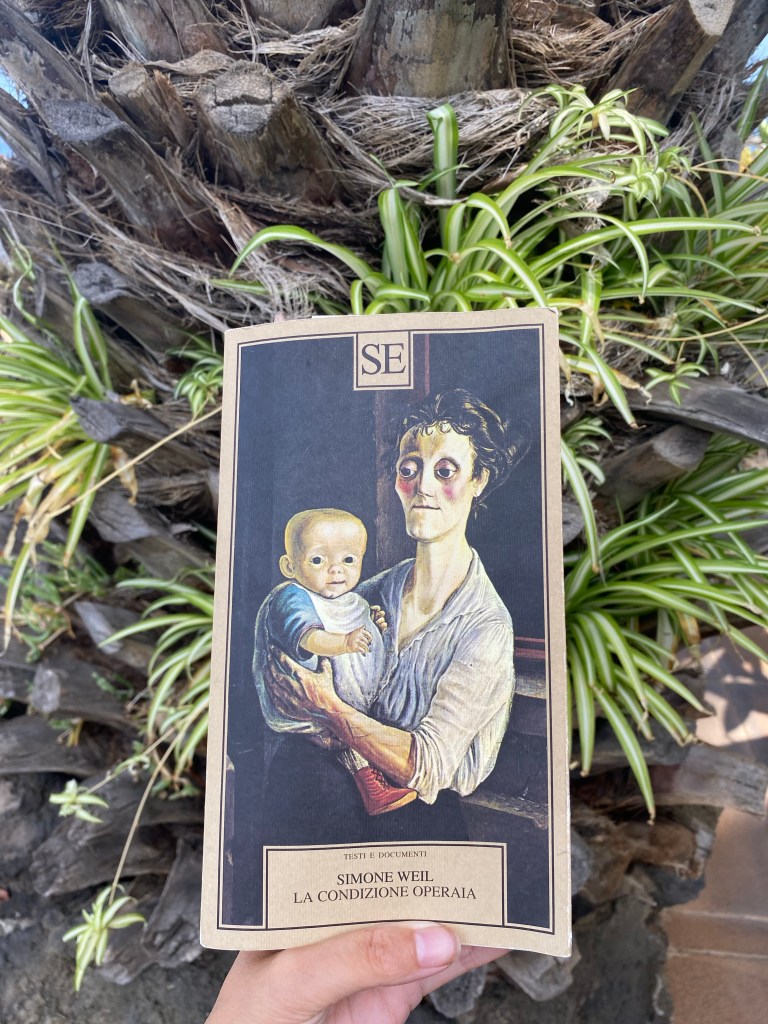 SE
TESTI E DOCUMENTI
SIMONE WEIL
LA CONDIZIONE OPERAIA